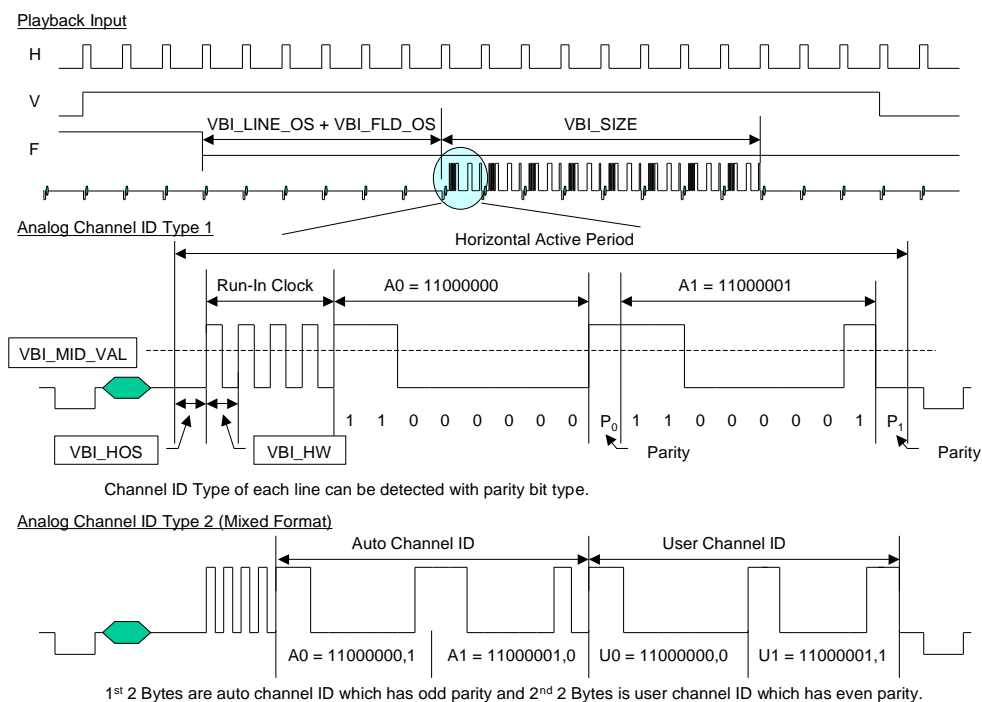 Playback Input
H
V
VBI_LINE_OS + VBI_FLD_OS VBI_SIZE
F
Analog Channel ID Type 1
Horizontal Active Period
Run-In Clock A0 = 11000000 A1 = 11000001
VBI_MID_VAL
1 1 0 0 0 0 0 0 P0 1 1 0 0 0 0 0 1 P1
VBI_HOS VBI_HW Parity Parity
Channel ID Type of each line can be detected with parity bit type.
Analog Channel ID Type 2 (Mixed Format)
Auto Channel ID User Channel ID
A0 = 11000000,1 A1 = 11000001,0 U0 = 11000000,0 U1 = 11000001,1
1st 2 Bytes are auto channel ID which has odd parity and 2nd 2 Bytes is user channel ID which has even parity.